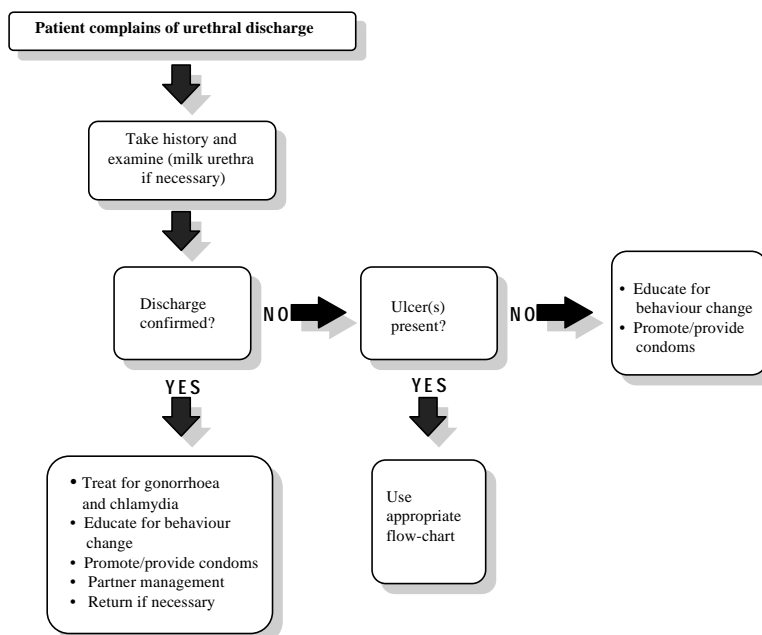 Patient complains of urethral discharge
Take history and
examine (milk urethra
if necessary)
Discharge
confirmed?
NO
Ulcer(s)
present?
NO
• Educate for
behaviour change
• Promote/provide
condoms
YES
YES
• Treat for gonorrhoea
and chlamydia
• Educate for behaviour
change
• Promote/provide condoms
• Partner management
• Return if necessary
Use
appropriate
flow-chart